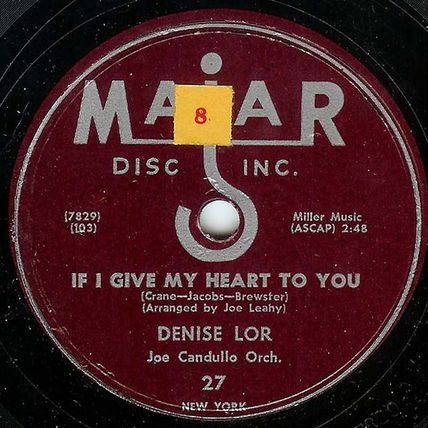 MAJAR
8
DISC INC.
(7829)
(103)
Miller Music
(ASCAP) 2:48
IF I GIVE MY HEART TO YOU
(Crane—Jacobs—Brewster)
(Arranged by Joe Leahy)
DENISE LOR
Joe Candullo Orch.
27
NEW YORK